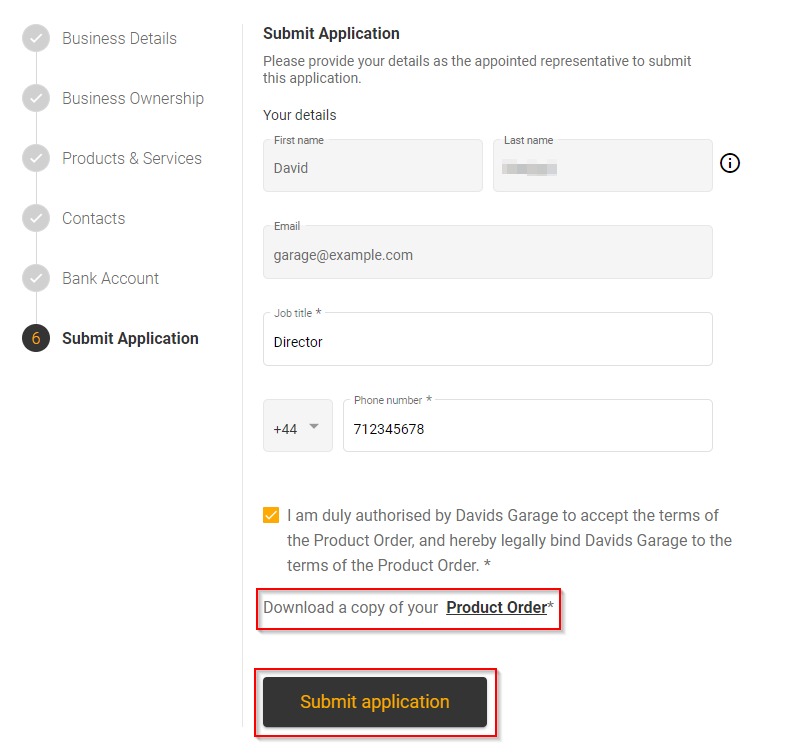 Business Details
Business Ownership
Products & Services
Contacts
Bank Account
6 Submit Application
Submit Application
Please provide your details as the appointed representative to submit
this application.
Your details
First name
David
Last name
Email
garage@example.com
Job title *
Director
+44
Phone number *
712345678
I am duly authorised by Davids Garage to accept the terms of
the Product Order, and hereby legally bind Davids Garage to the
terms of the Product Order. *
Download a copy of your Product Order*
Submit application